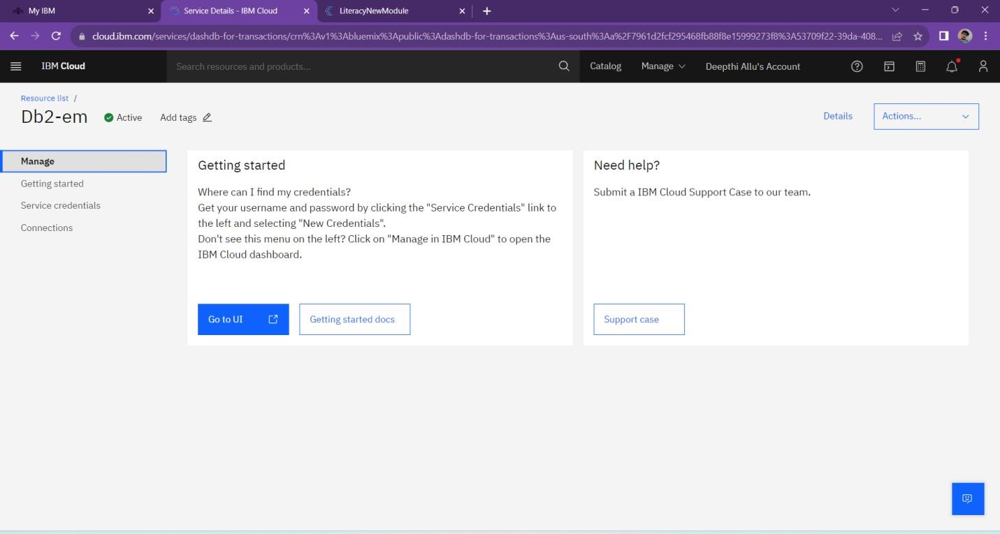 My IBM
Service Details - IBM Cloud
LiteracyNewModule
cloud.ibm.com/services/dashdb-for-transactions/crn%3Av1%3Abluemix%3Apublic%3Adashdb-for-transactions%3Aus-south%3Aa%2F7961d2fcf295468fb88f8e15999273f8%3A53709f22-39da-408...
IBM Cloud
Search resources and products...
Catalog
Manage
Deepthi Allu's Account
Resource list /
Db2-em
Active
Add tags
Details
Actions...
Manage
Getting started
Service credentials
Connections
Getting started
Where can I find my credentials?
Get your username and password by clicking the "Service Credentials" link to
the left and selecting "New Credentials".
Don't see this menu on the left? Click on "Manage in IBM Cloud" to open the
IBM Cloud dashboard.
Go to UI
Getting started docs
Need help?
Submit a IBM Cloud Support Case to our team.
Support case